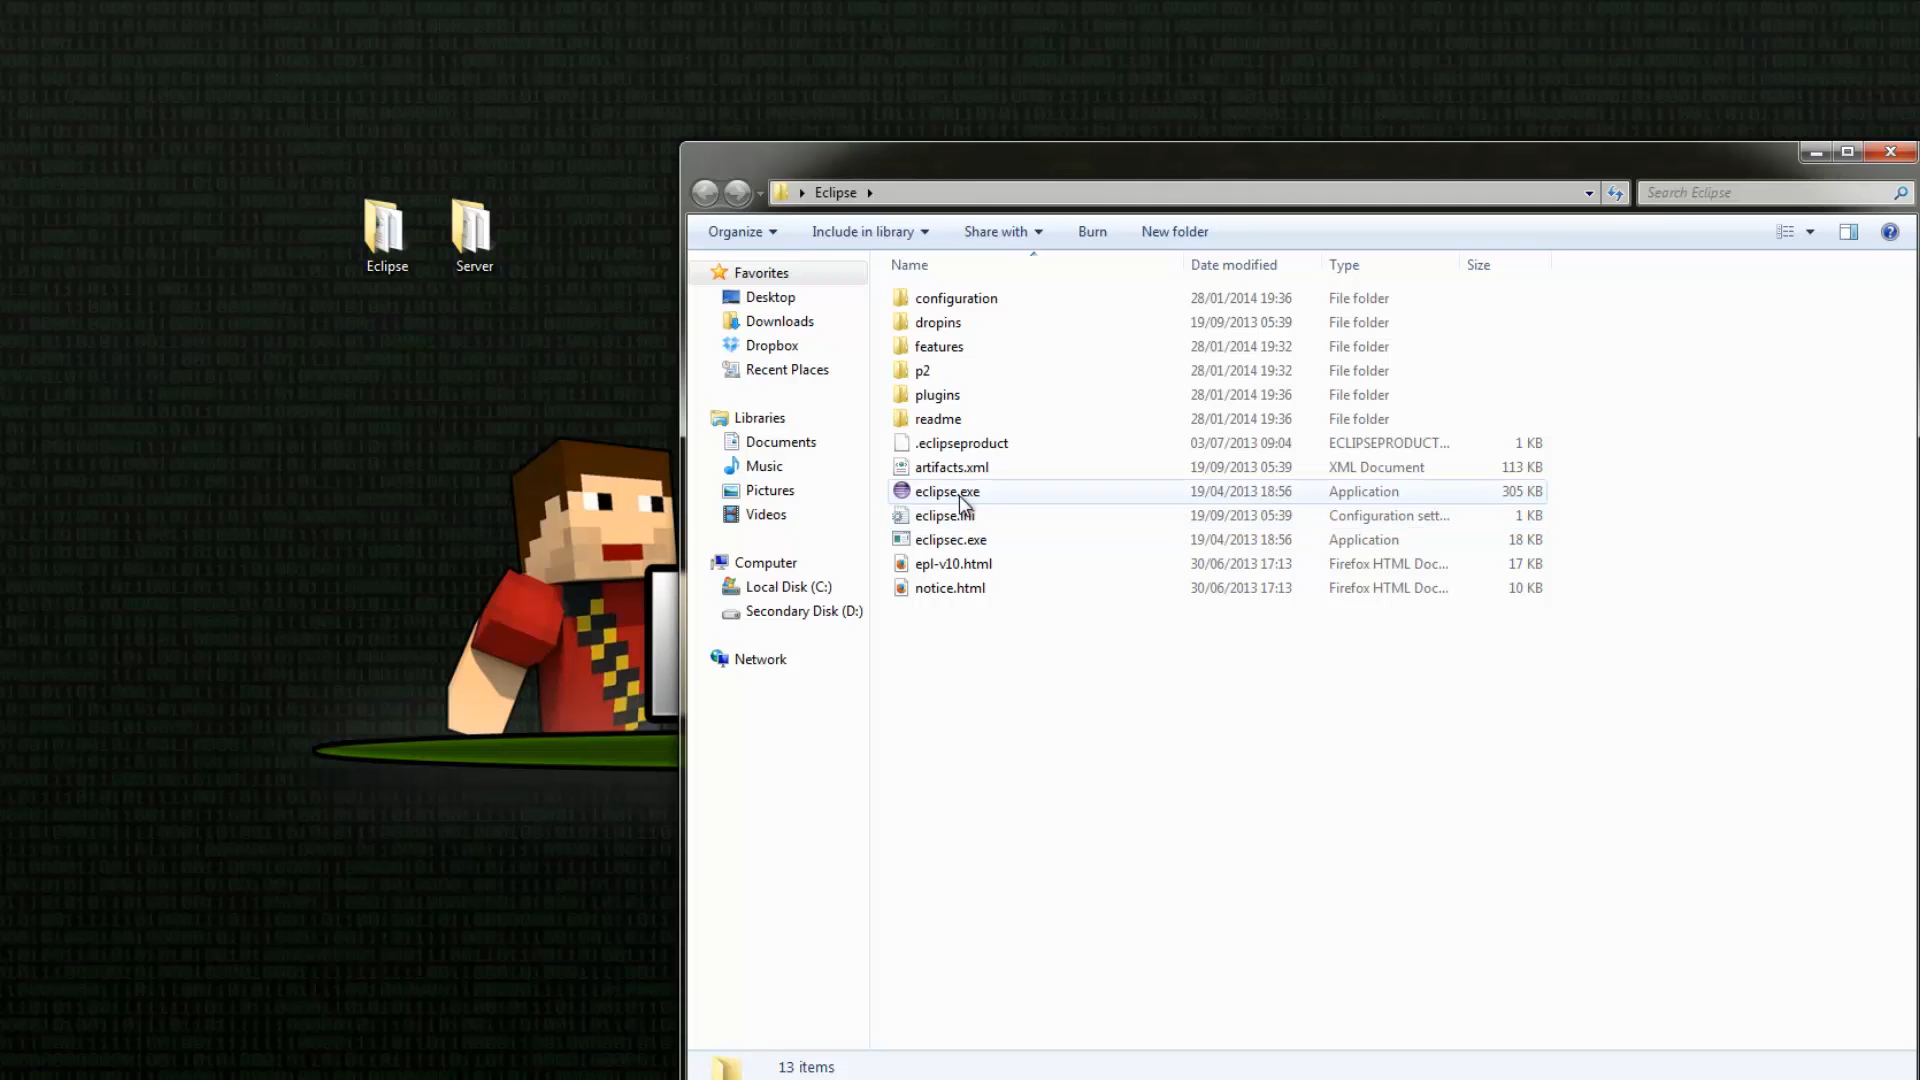 Eclipse
Search Eclipse
Organize Include in library Share with Burn New folder
Eclipse Server
Name Date modified Type Size
Favorites
Desktop
Downloads
Dropbox
Recent Places
Libraries
Documents
Music
Pictures
Videos
Computer
Local Disk (C:)
Secondary Disk (D:)
Network
configuration 28/01/2014 19:36 File folder
dropins 19/09/2013 05:39 File folder
features 28/01/2014 19:32 File folder
p2 28/01/2014 19:32 File folder
plugins 28/01/2014 19:36 File folder
readme 28/01/2014 19:36 File folder
.eclipseproduct 03/07/2013 09:04 ECLIPSEPRODUCT... 1 KB
artifacts.xml 19/09/2013 05:39 XML Document 113 KB
eclipse.exe 19/04/2013 18:56 Application 305 KB
eclipse.ini 19/09/2013 05:39 Configuration sett... 1 KB
eclipsec.exe 19/04/2013 18:56 Application 18 KB
epl-v10.html 30/06/2013 17:13 Firefox HTML Doc... 17 KB
notice.html 30/06/2013 17:13 Firefox HTML Doc... 10 KB
13 items